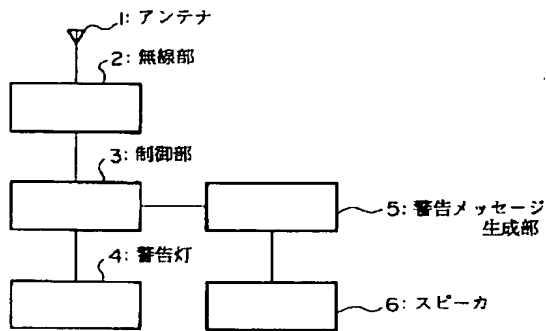 1: アンテナ
2: 無線部
3: 制御部
4: 警告灯
5: 警告メッセージ
生成部
6: スピーカ